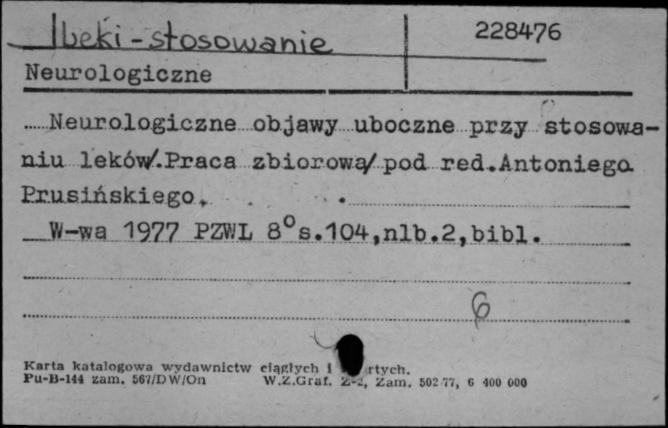 leki - stosowanie
228476
Neurologiczne
Neurologiczne objawy uboczne przy stosowa-
niu leków/.Praca zbiorowa/ pod red.Antoniego
Prusińskiego.
W-wa 1977 PZWL 8° s.104,nlb.2,bibl.
6
Karta katalogowa wydawnictw ciągłych i rtych.
Pu-B-144 zam. 567/DW/On W.Z.Graf. Z-2, Zam. 502 77, 6 400 000